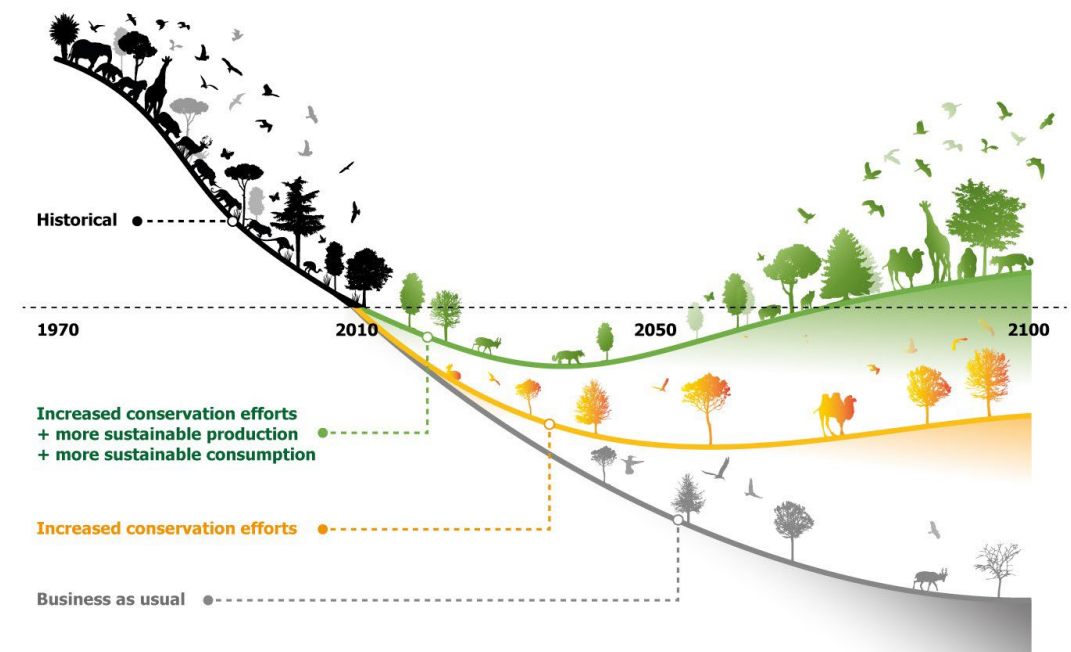 Historical
1970 2010 2050 2100
Increased conservation efforts
+ more sustainable production
+ more sustainable consumption
Increased conservation efforts
Business as usual